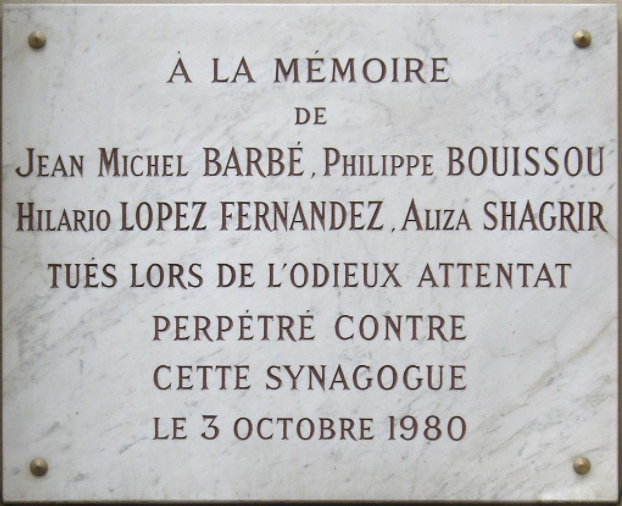 À LA MÉMOIRE
DE
JEAN MICHEL BARBÉ, PHILIPPE BOUISSOU
HILARIO LOPEZ FERNANDEZ, ALIZA SHAGRIR
TUÉS LORS DE L'ODIEUX ATTENTAT
PERPÉTRÉ CONTRE
CETTE SYNAGOGUE
LE 3 OCTOBRE 1980